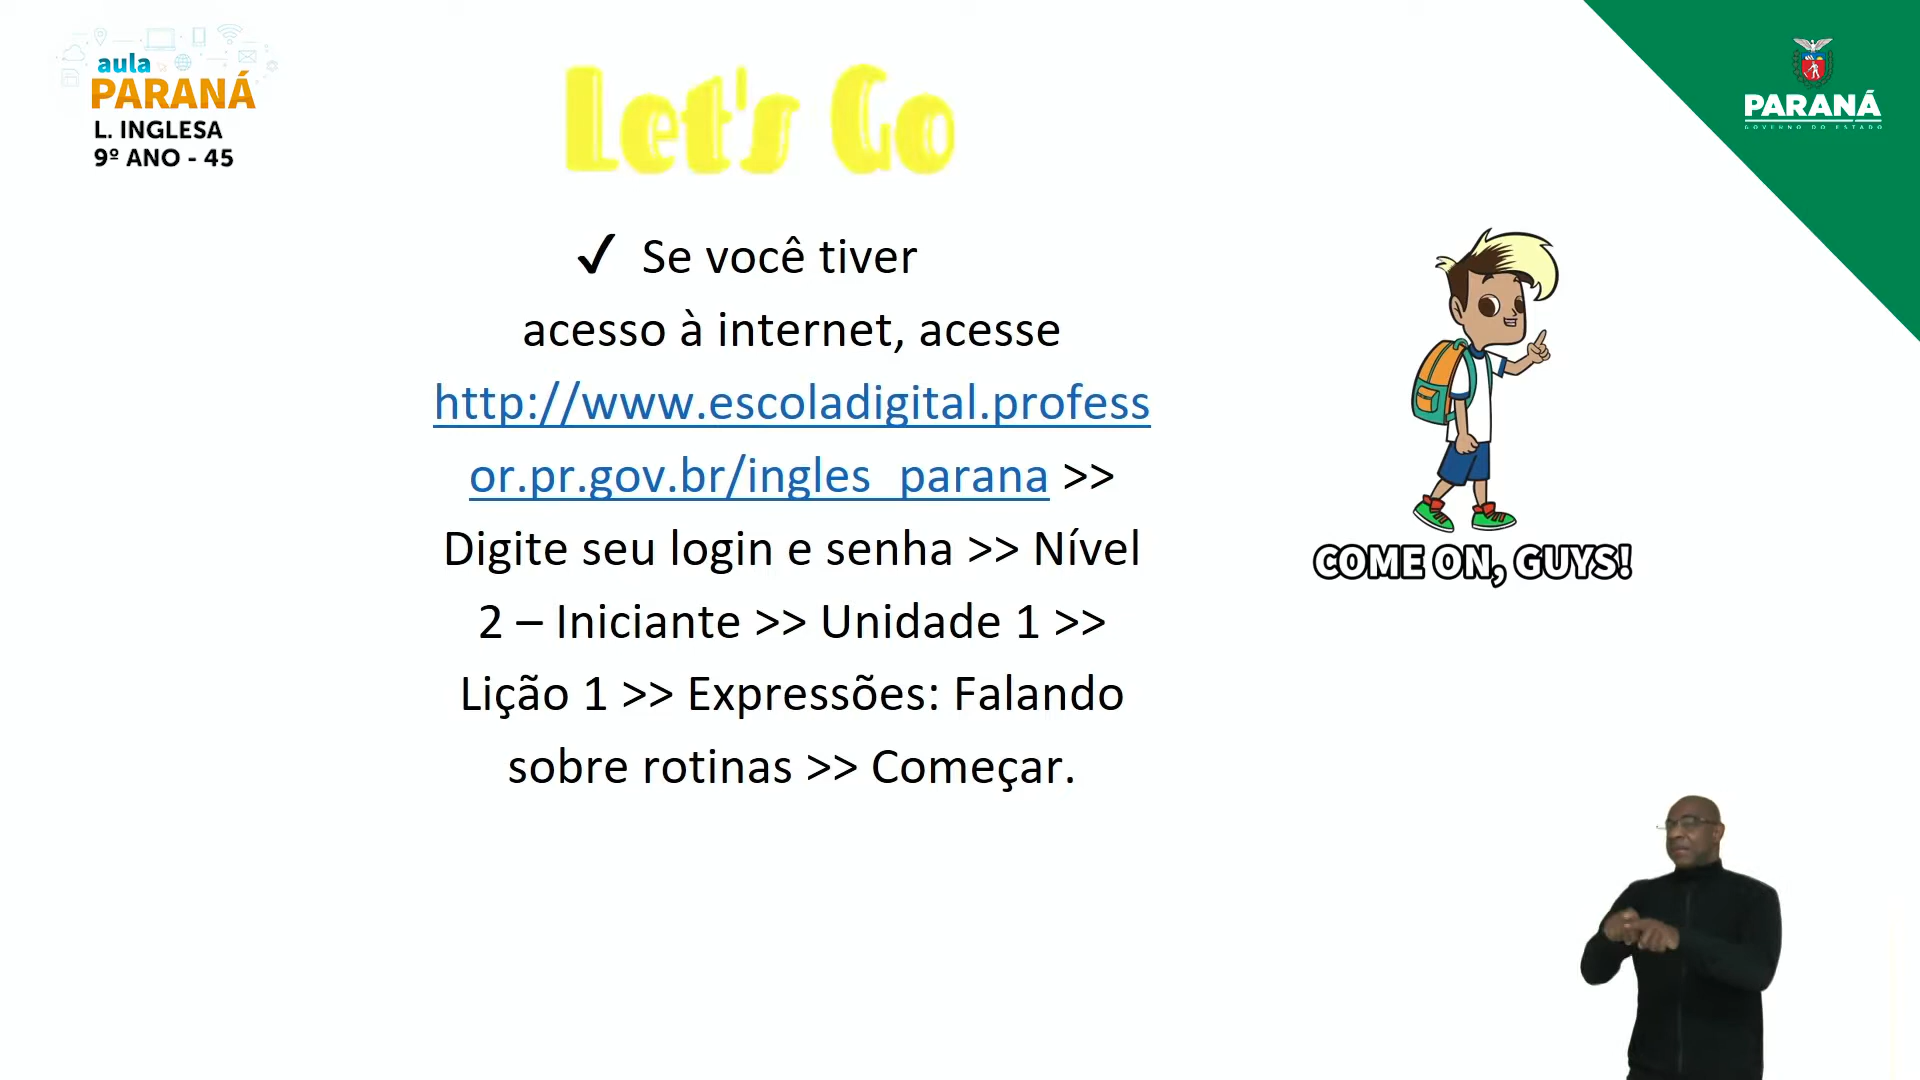 aula
PARANÁ
L. INGLESA
9º ANO - 45
Let's Go
PARANÁ
GOVERNO DO ESTADO
✓ Se você tiver
acesso à internet, acesse
http://www.escoladigital.profess
or.pr.gov.br/ingles_parana >>
Digite seu login e senha >> Nível
2 – Iniciante >> Unidade 1 >>
Lição 1 >> Expressões: Falando
sobre rotinas >> Começar.
COME ON, GUYS!